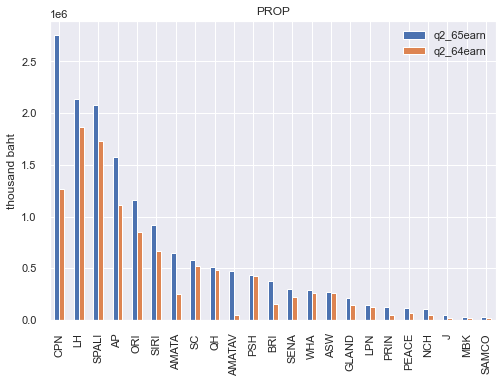 PROP
1e6
q2_65earn
q2_64earn
thousand baht
2.5
2.0
1.5
1.0
0.5
0.0
CPN
LH
SPALI
AP
ORI
SIRI
AMATA
SC
QH
AMATAV
PSH
BRI
SENA
WHA
ASW
GLAND
LPN
PRIN
PEACE
NCH
J
MBK
SAMCO